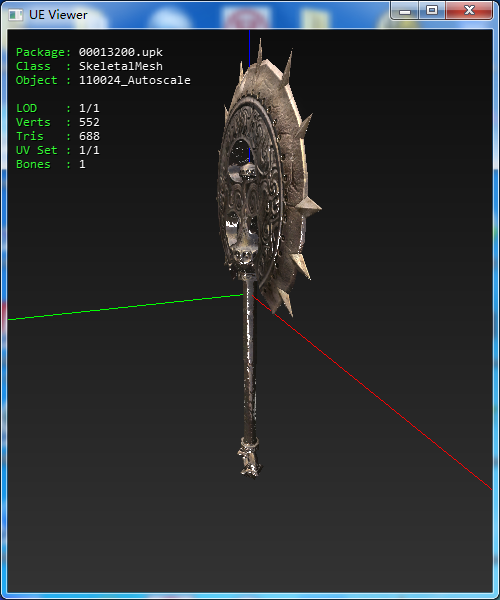 UE Viewer
Package: 00013200.upk
Class : SkeletalMesh
Object : 110024_Autoscale
LOD : 1/1
Verts : 552
Tris : 688
UV Set : 1/1
Bones : 1